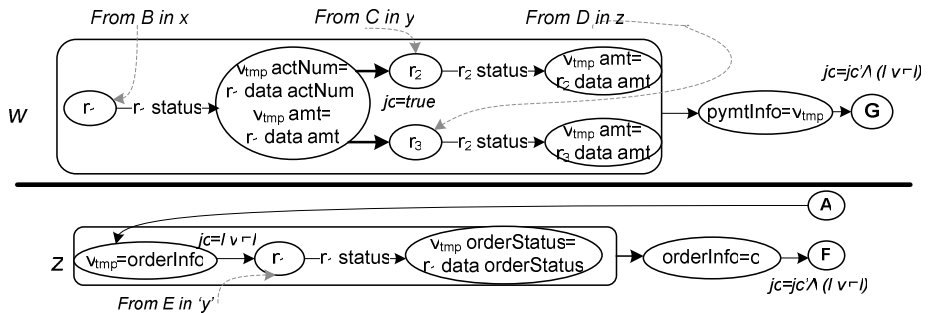 From B in x
From C in y
From D in z
w
r~
r~ status
vtmp actNum=
r~ data actNum
vtmp amt=
r~ data amt
r2
jc=true
r2 status
vtmp amt=
r2 data amt
r3
r2 status
vtmp amt=
r3 data amt
pymtInfo=vtmp
jc=jc'Λ (l v ⌐l)
G
A
z
vtmp=orderInfo
jc=l v ⌐l
r~
r~ status
vtmp orderStatus=
r~ data orderStatus
orderInfo=o
F
jc=jc'Λ (l v ⌐l)
From E in 'y'